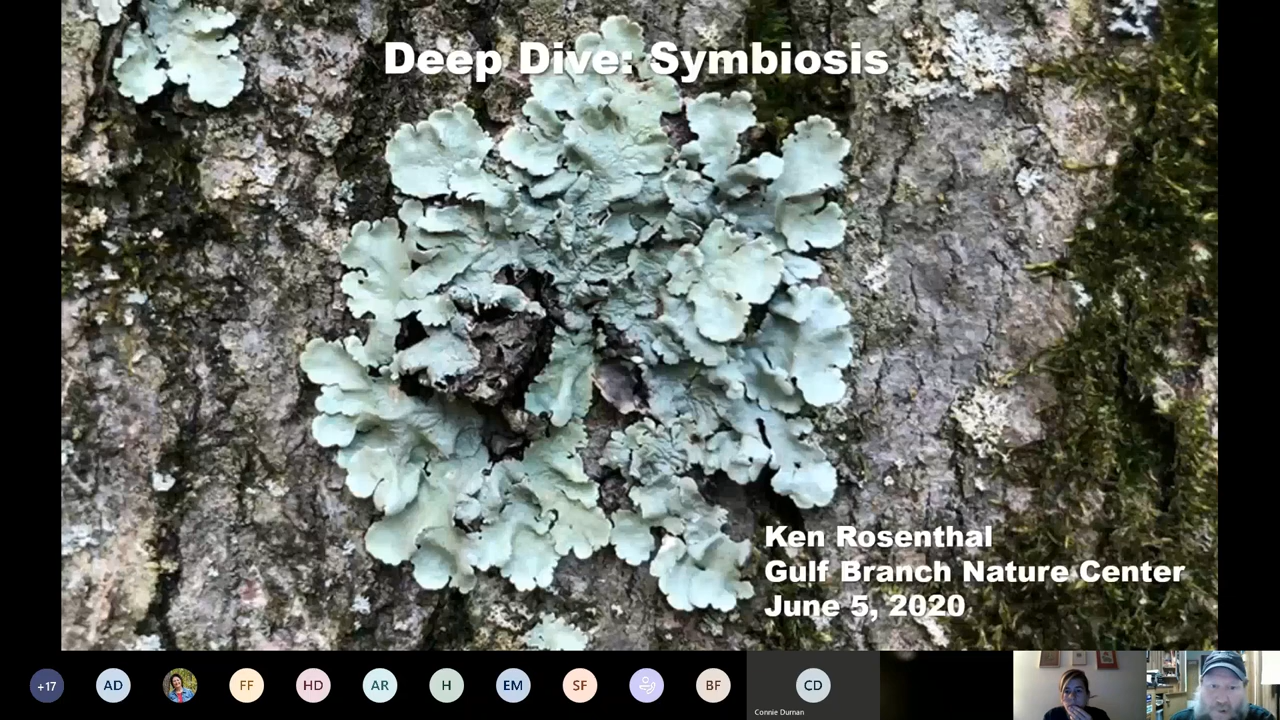 Deep Dive: Symbiosis
Ken Rosenthal
Gulf Branch Nature Center
June 5, 2020
+17
AD
FF
HD
AR
H
EM
SF
BF
CD
Connie Durnan